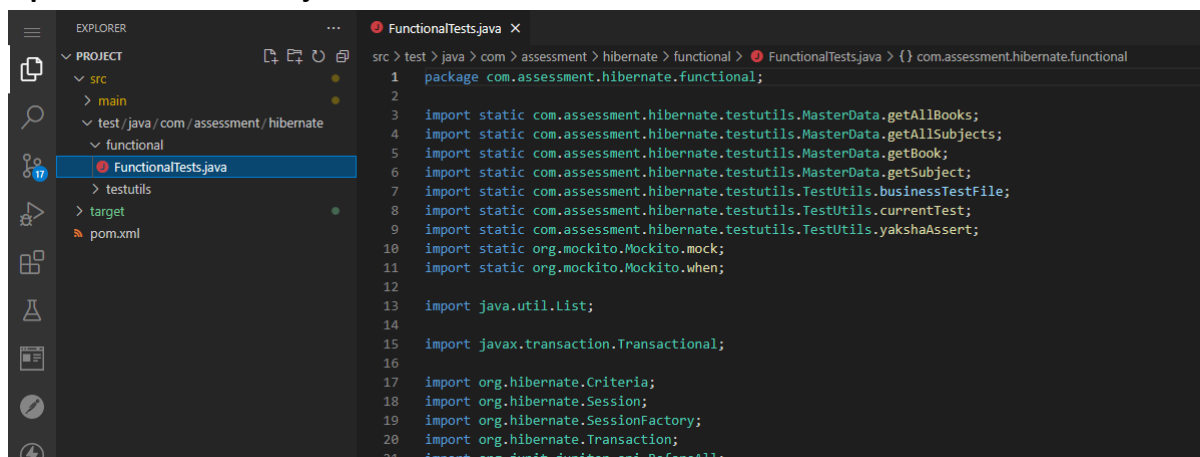 EXPLORER
PROJECT
src
main
test/java/com/assessment/hibernate
functional
FunctionalTests.java
testutils
target
pom.xml
17
FunctionalTests.java
src > test > java > com > assessment > hibernate > functional > FunctionalTests.java > {} com.assessment.hibernate.functional
1 package com.assessment.hibernate.functional;
2
3 import static com.assessment.hibernate.testutils.MasterData.getAllBooks;
4 import static com.assessment.hibernate.testutils.MasterData.getAllSubjects;
5 import static com.assessment.hibernate.testutils.MasterData.getBook;
6 import static com.assessment.hibernate.testutils.MasterData.getSubject;
7 import static com.assessment.hibernate.testutils.TestUtils.businessTestFile;
8 import static com.assessment.hibernate.testutils.TestUtils.currentTest;
9 import static com.assessment.hibernate.testutils.TestUtils.yakshaAssert;
10 import static org.mockito.Mockito.mock;
11 import static org.mockito.Mockito.when;
12
13 import java.util.List;
14
15 import javax.transaction.Transactional;
16
17 import org.hibernate.Criteria;
18 import org.hibernate.Session;
19 import org.hibernate.SessionFactory;
20 import org.hibernate.Transaction;